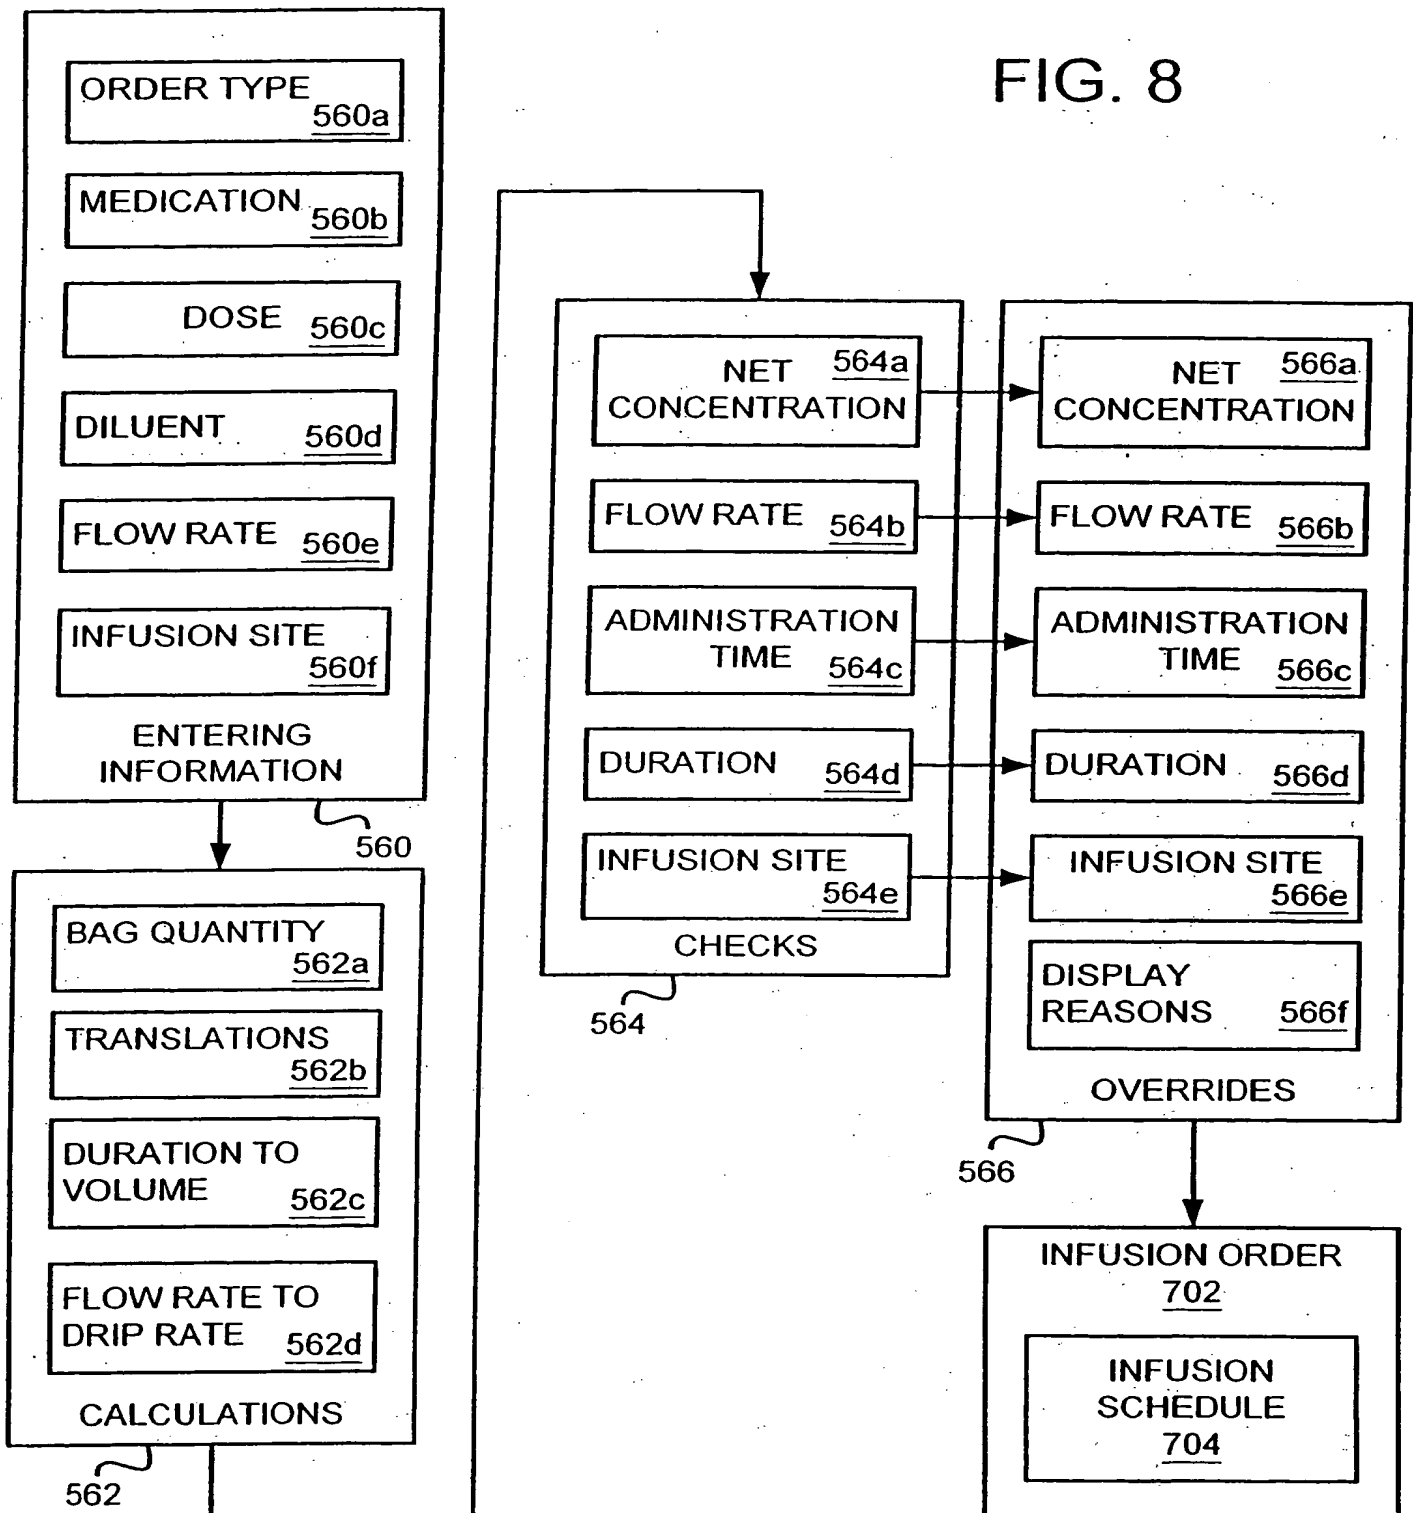 FIG. 8
ORDER TYPE
560a
MEDICATION
560b
DOSE 560c
DILUENT 560d
FLOW RATE 560e
INFUSION SITE
560f
ENTERING
INFORMATION
560
BAG QUANTITY
562a
TRANSLATIONS
562b
DURATION TO
VOLUME 562c
FLOW RATE TO
DRIP RATE 562d
CALCULATIONS
562
NET 564a
CONCENTRATION
FLOW RATE 564b
ADMINISTRATION
TIME 564c
DURATION 564d
INFUSION SITE
564e
CHECKS
564
NET 566a
CONCENTRATION
FLOW RATE 566b
ADMINISTRATION
TIME 566c
DURATION 566d
INFUSION SITE
566e
DISPLAY
REASONS 566f
OVERRIDES
566
INFUSION ORDER
702
INFUSION
SCHEDULE
704